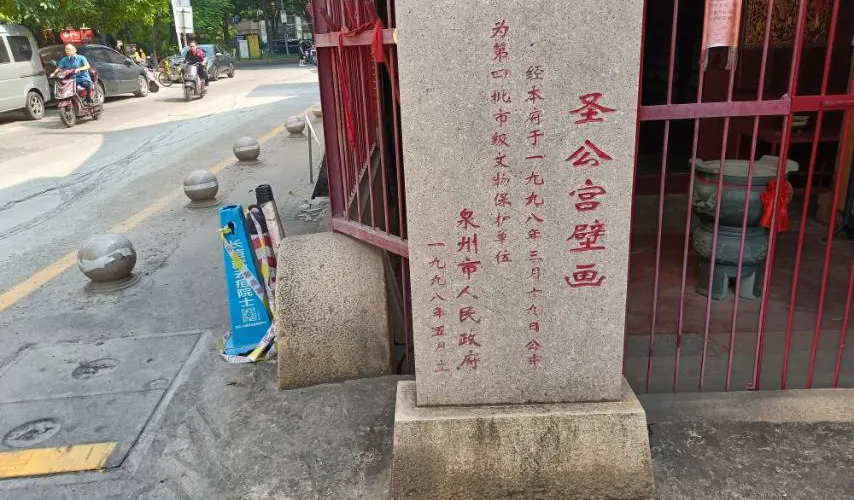 圣公宫壁画
·经本府于一九九八年三月十九日公布
为第四批市级文物保护单位
泉州市人民政府
一九九八年五月立